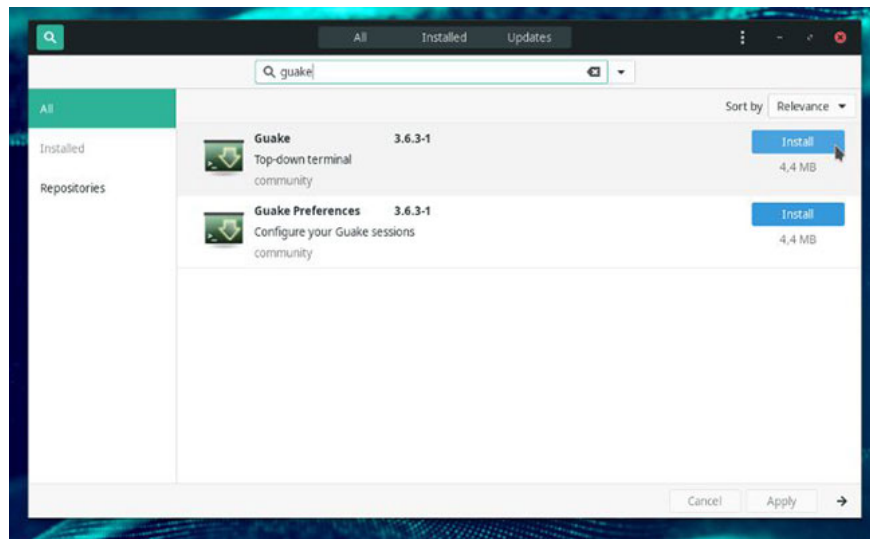 All Installed Updates
guake
All
Sort by Relevance
Installed
Repositories
Guake 3.6.3-1 Install
Top-down terminal 4,4 MB
community
Guake Preferences 3.6.3-1 Install
Configure your Guake sessions 4,4 MB
community
Cancel Apply